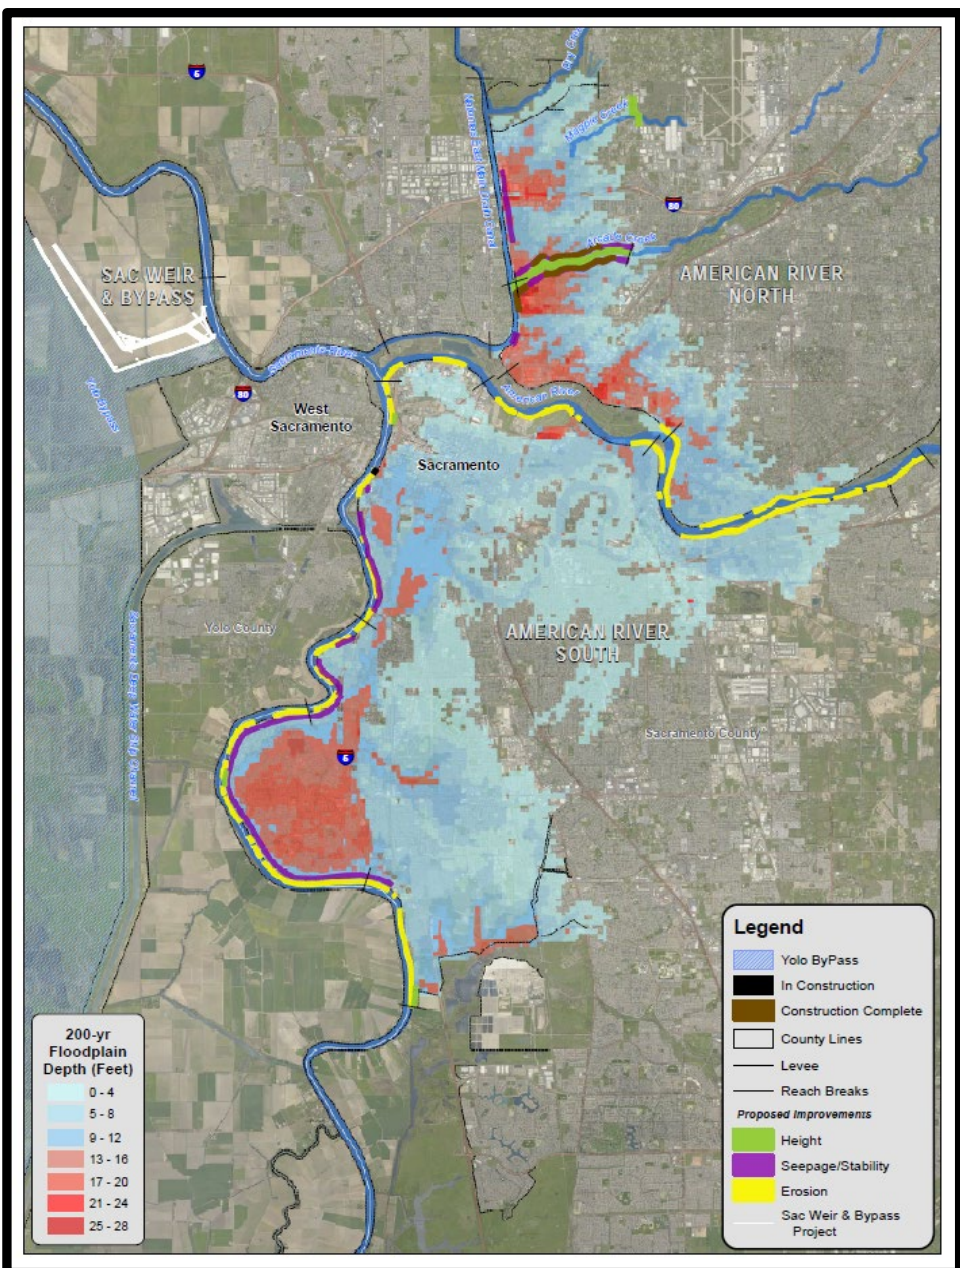 5
Dry Creek
Magpie Creek
Natomas East Main Drain Canal
80
Arcade Creek
SAC WEIR
& BYPASS
AMERICAN RIVER
NORTH
Sacramento River
Yolo Bypass
80
American River
West
Sacramento
Sacramento
Yolo County
AMERICAN RIVER
SOUTH
Sacramento Deep Water Ship Channel
Sacramento County
5
200-yr
Floodplain
Depth (Feet)
0 - 4
5 - 8
9 - 12
13 - 16
17 - 20
21 - 24
25 - 28
Legend
Yolo ByPass
In Construction
Construction Complete
County Lines
Levee
Reach Breaks
Proposed Improvements
Height
Seepage/Stability
Erosion
Sac Weir & Bypass
Project